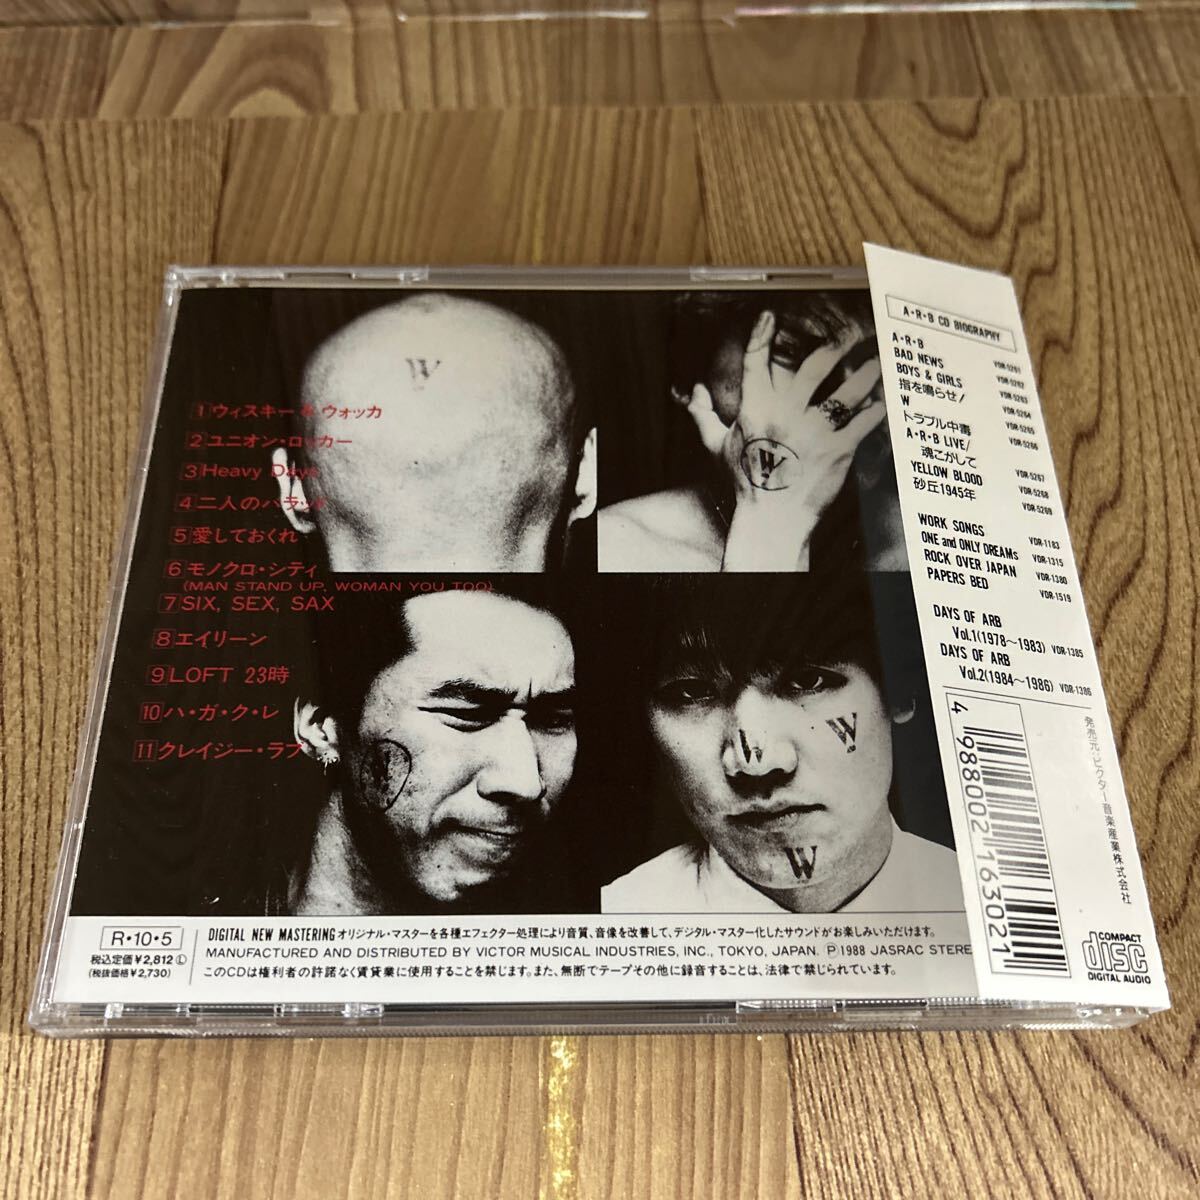 W
W
W
W
W
1 ウィスキー & ウォッカ
2 ユニオン・ロッカー
3 Heavy Days
4 二人のバラッド
5 愛しておくれ
6 モノクロ・シティ
(MAN STAND UP, WOMAN YOU TOO)
7 SIX, SEX, SAX
8 エイリーン
9 LOFT 23時
10 ハ・ガ・ク・レ
11 クレイジー・ラブ
R・10・5
税込定価¥2,812Ⓛ
(税抜価格¥2,730)
DIGITAL NEW MASTERING オリジナル・マスターを各種エフェクター処理により音質、音像を改善して、デジタル・マスター化したサウンドがお楽しみいただけます。
MANUFACTURED AND DISTRIBUTED BY VICTOR MUSICAL INDUSTRIES, INC., TOKYO, JAPAN. Ⓟ1988 JASRAC STERE
このCDは権利者の許諾なく賃貸業に使用することを禁じます。また、無断でテープその他に録音することは、法律で禁じられています。
A・R・B CD BIOGRAPHY
A・R・B VDR-5261
BAD NEWS VDR-5262
BOYS & GIRLS VDR-5263
指を鳴らせ! VDR-5264
W VDR-5265
トラブル中毒 VDR-5266
A・R・B LIVE/
魂こがして VDR-5267
YELLOW BLOOD VDR-5268
砂丘1945年 VDR-5269
WORK SONGS VDR-1183
ONE and ONLY DREAMs VDR-1315
ROCK OVER JAPAN VDR-1380
PAPERS BED VDR-1519
DAYS OF ARB
Vol.1(1978〜1983) VDR-1385
DAYS OF ARB
Vol.2(1984〜1986) VDR-1386
4 988002 163021
発売元:ビクター音楽産業株式会社
COMPACT
disc
DIGITAL AUDIO